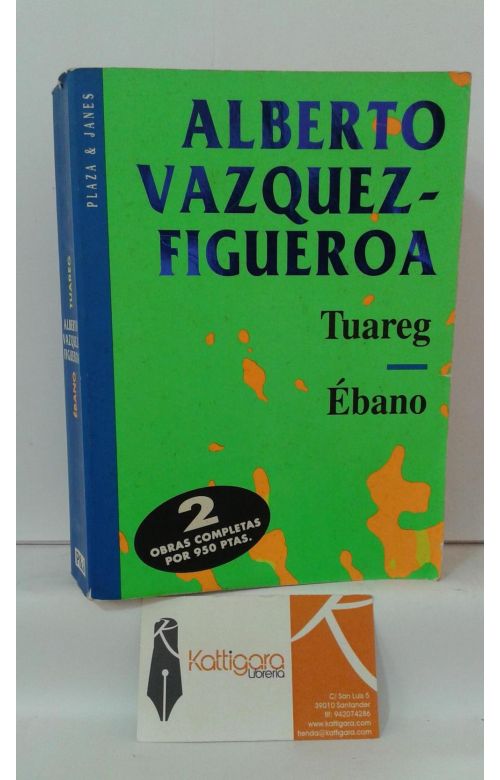 PLAZA & JANES
ALBERTO
VAZQUEZ-
FIGUEROA
Tuareg
Ébano
2
OBRAS COMPLETAS
POR 950 PTAS.
TUAREG
ALBERTO
VAZQUEZ
FIGUEROA
ÉBANO
Kattigara
Librería
C/ San Luis 5
39010 Santander
tlf: 942074286
www.kattigara.com
tienda@kattigara.com